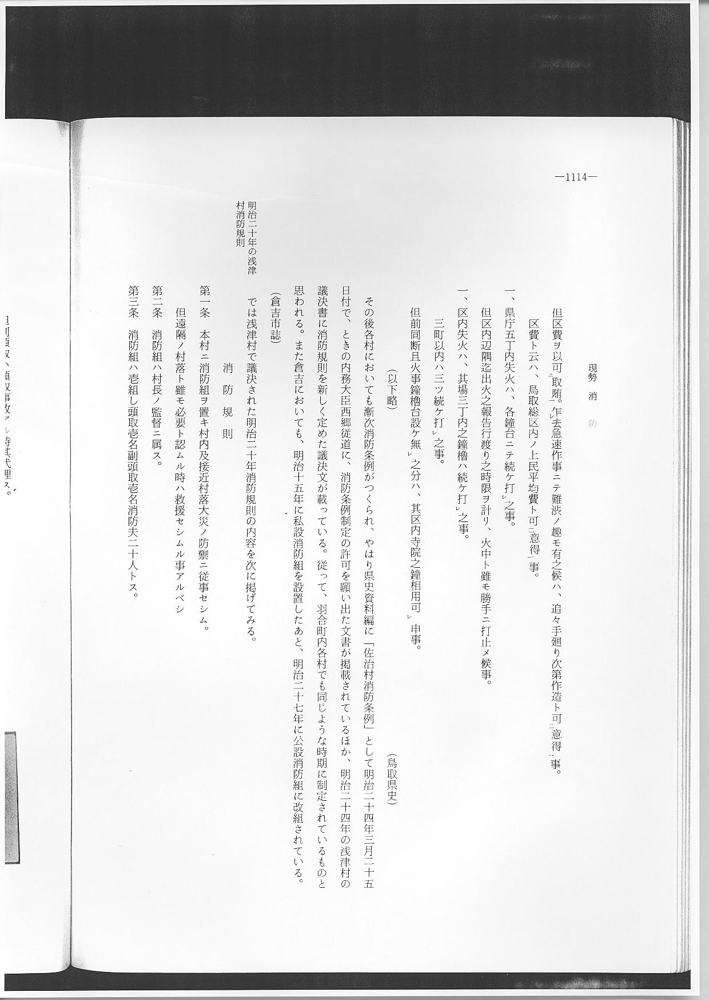 ―1114―
現勢 消 防
但区費ヲ以可㆓取賄㆒。乍㆑去急速作事ニテ難渋ノ趣モ有之候ハ、追々手廻り次第作造ト可㆓意得㆒事。
区費ト云ハ、鳥取総区内ノ上民平均費ト可㆓意得㆒事。
一、県庁五丁内失火ハ、各鐘台ニテ続ケ打㆑之事。
但区内辺隅迄出火之報告行渡り之時限ヲ計リ、火中ト雖モ勝手ニ打止メ候事。
一、区内失火ハ、其場三丁内之鐘櫓ハ続ケ打㆑之事。
三町以内ハ三ツ続ケ打㆑之事。
但前同断且火事鐘櫓台設ケ無㆑之分ハ、其区内寺院之鐘相用可㆑申事。
（以下略）　（鳥取県史）
その後各村においても漸次消防条例がつくられ、やはり県史資料編に「佐治村消防条例」として明治二十四年三月二十五
日付で、ときの内務大臣西郷従道に、消防条例制定の許可を願い出た文書が掲載されているほか、明治二十四年の浅津村の
議決書に消防規則を新しく定めた議決文が載っている。従って、羽合町内各村でも同じような時期に制定されているものと
思われる。また倉吉においても、明治十五年に私設消防組を設置したあと、明治二十七年に公設消防組に改組されている。
（倉吉市誌）
明治二十年の浅津
村消防規則
では浅津村で議決された明治二十年消防規則の内容を次に掲げてみる。
消 防 規 則
第一条　本村ニ消防組ヲ置キ村内及接近村落大災ノ防禦ニ従事セシム。
但遠隔ノ村落ト雖モ必要ト認ムル時ハ救援セシムル事アルベシ
第二条　消防組ハ村長ノ監督ニ属ス。
第三条　消防組ハ壱組し頭取壱名副頭取壱名消防夫二十人トス。